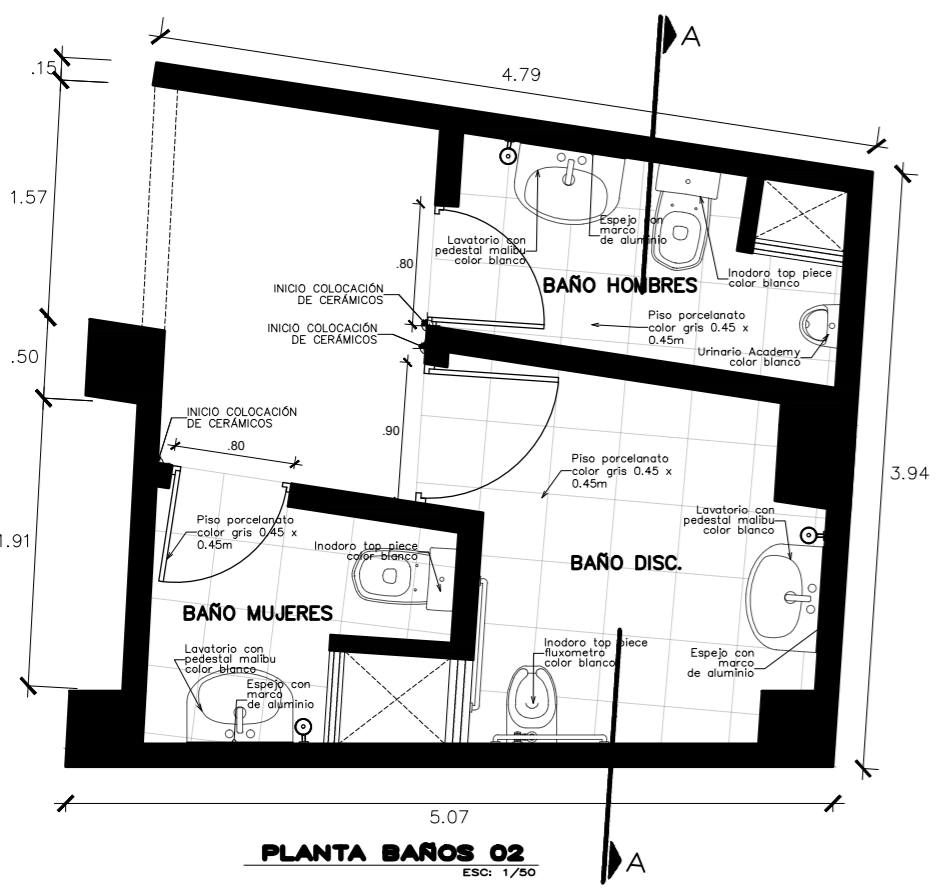 A
4.79
.15
1.57
.50
1.91
.80
Lavatorio con
pedestal malibu
color blanco
Espejo con
marco
de aluminio
BAÑO HOMBRES
Inodoro top piece
color blanco
INICIO COLOCACIÓN
DE CERÁMICOS
INICIO COLOCACIÓN
DE CERÁMICOS
Piso porcelanato
color gris 0.45 x
0.45m
Urinario Academy
color blanco
INICIO COLOCACIÓN
DE CERÁMICOS
.80
.90
Piso porcelanato
color gris 0.45 x
0.45m
3.94
Piso porcelanato
color gris 0.45 x
0.45m
Inodoro top piece
color blanco
Lavatorio con
pedestal malibu
color blanco
BAÑO DISC.
BAÑO MUJERES
Lavatorio con
pedestal malibu
color blanco
Espejo con
marco
de aluminio
Inodoro top piece
fluxometro
color blanco
Espejo con
marco
de aluminio
5.07
PLANTA BAÑOS 02
ESC: 1/50
A